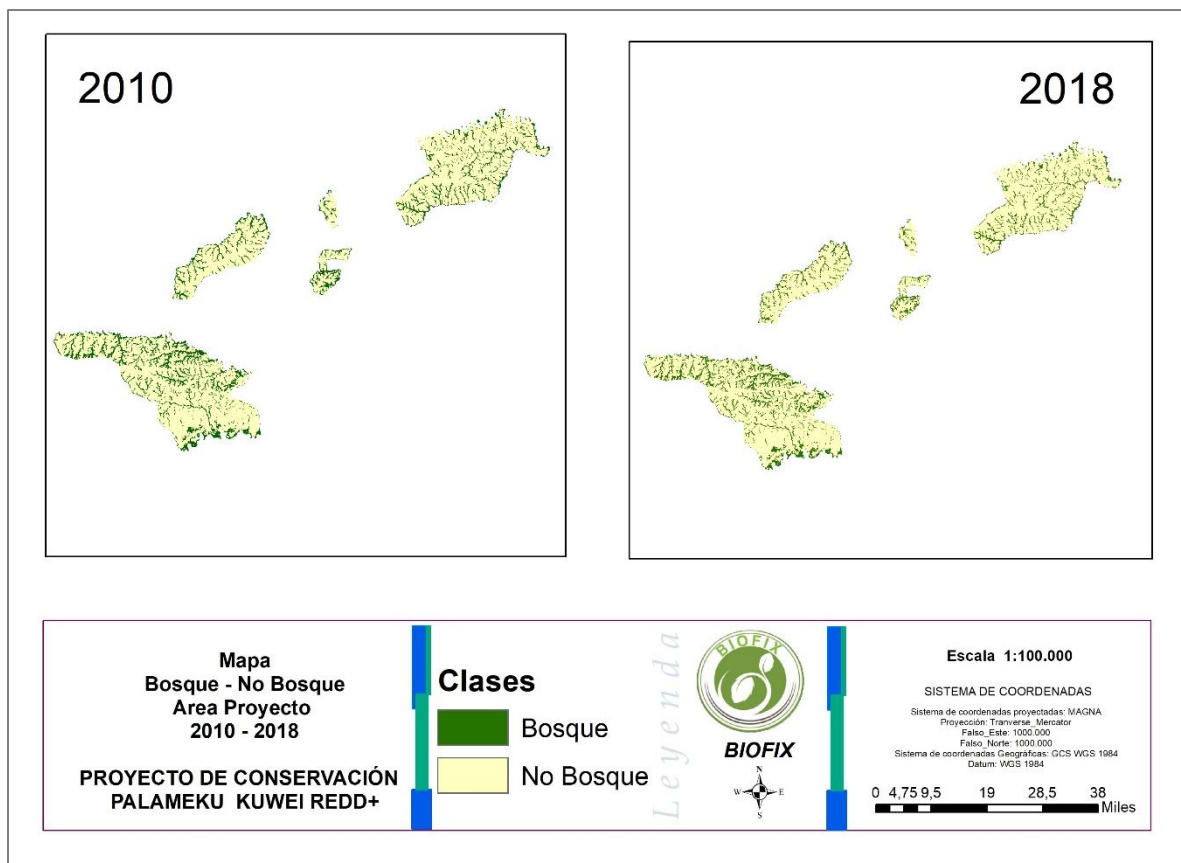 2010
2018
Mapa
Bosque - No Bosque
Area Proyecto
2010 - 2018
PROYECTO DE CONSERVACIÓN
PALAMEKU KUWEI REDD+
Clases
Bosque
No Bosque
Leyenda
BIOFIX
BIOFIX
N
W
E
S
Escala 1:100.000
SISTEMA DE COORDENADAS
Sistema de coordenadas proyectadas: MAGNA
Proyección: Tranverse_Mercator
Falso_Este: 1000.000
Falso_Norte: 1000.000
Sistema de coordenadas Geográficas: GCS WGS 1984
Datum: WGS 1984
0 4,75 9,5 19 28,5 38
Miles